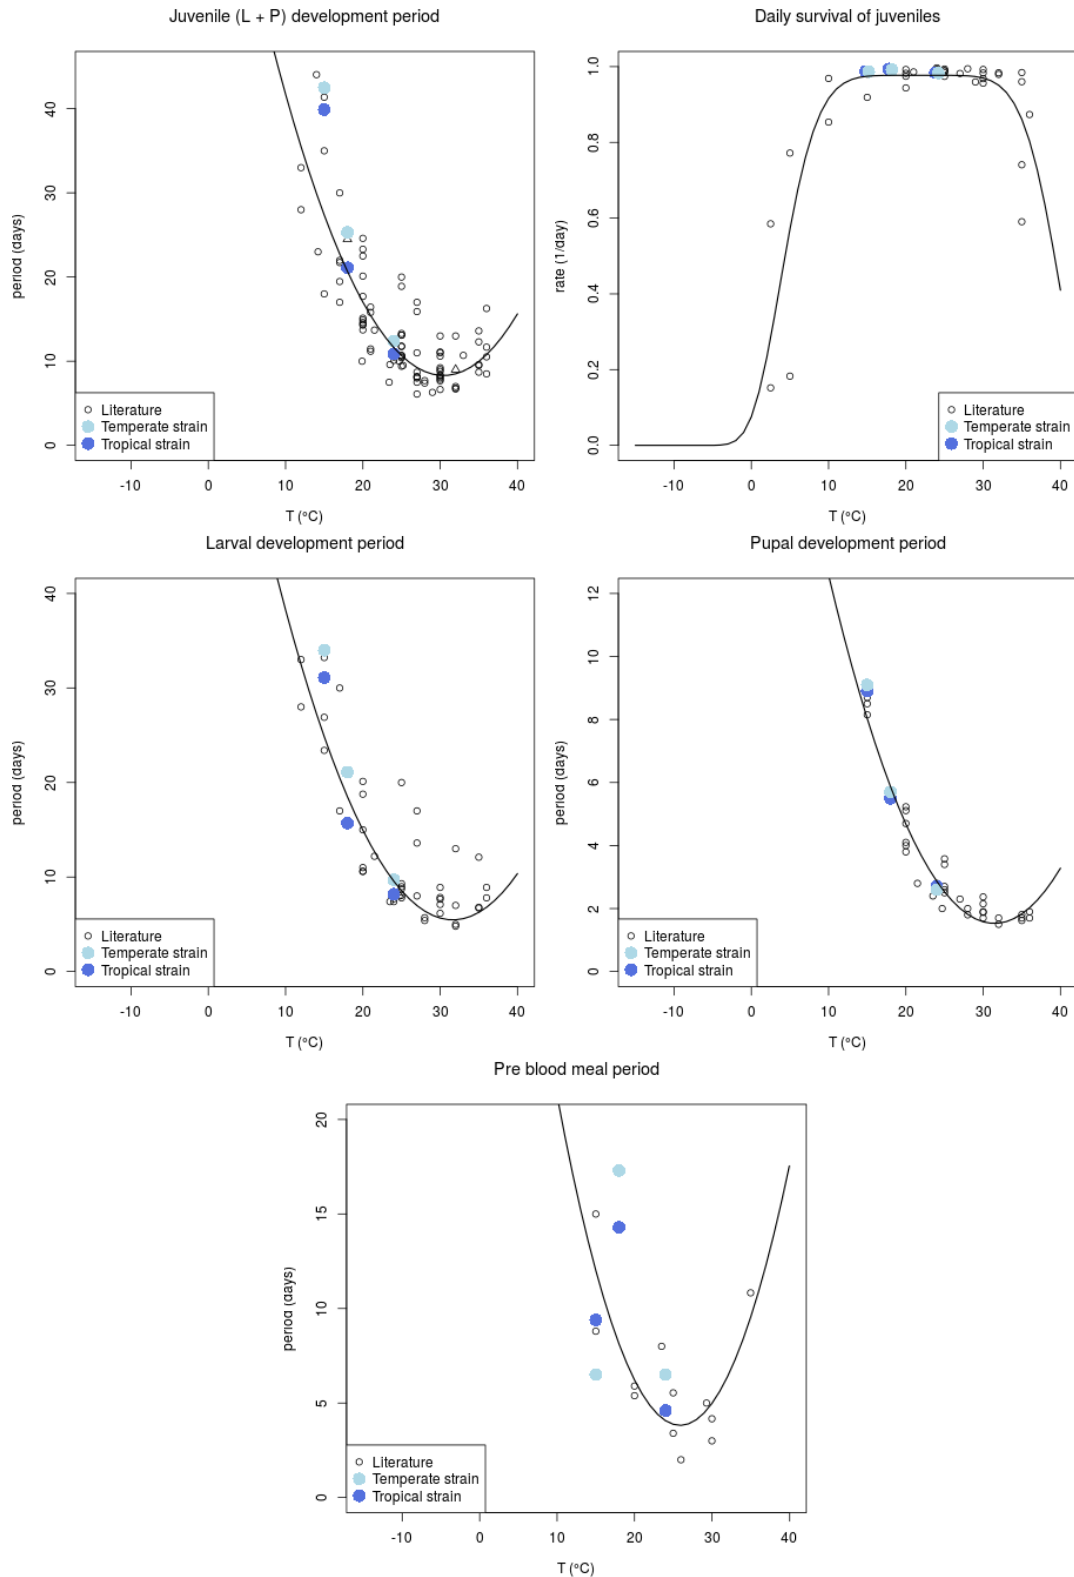 Juvenile (L + P) development period
period (days)
40
30
20
10
0
Literature
Temperate strain
Tropical strain
-10 0 10 20 30 40
T (°C)
Daily survival of juveniles
rate (1/day)
1.0
0.8
0.6
0.4
0.2
0.0
Literature
Temperate strain
Tropical strain
-10 0 10 20 30 40
T (°C)
Larval development period
period (days)
40
30
20
10
0
Literature
Temperate strain
Tropical strain
-10 0 10 20 30 40
T (°C)
Pupal development period
period (days)
12
10
8
6
4
2
0
Literature
Temperate strain
Tropical strain
-10 0 10 20 30 40
T (°C)
Pre blood meal period
period (days)
20
15
10
5
0
Literature
Temperate strain
Tropical strain
-10 0 10 20 30 40
T (°C)